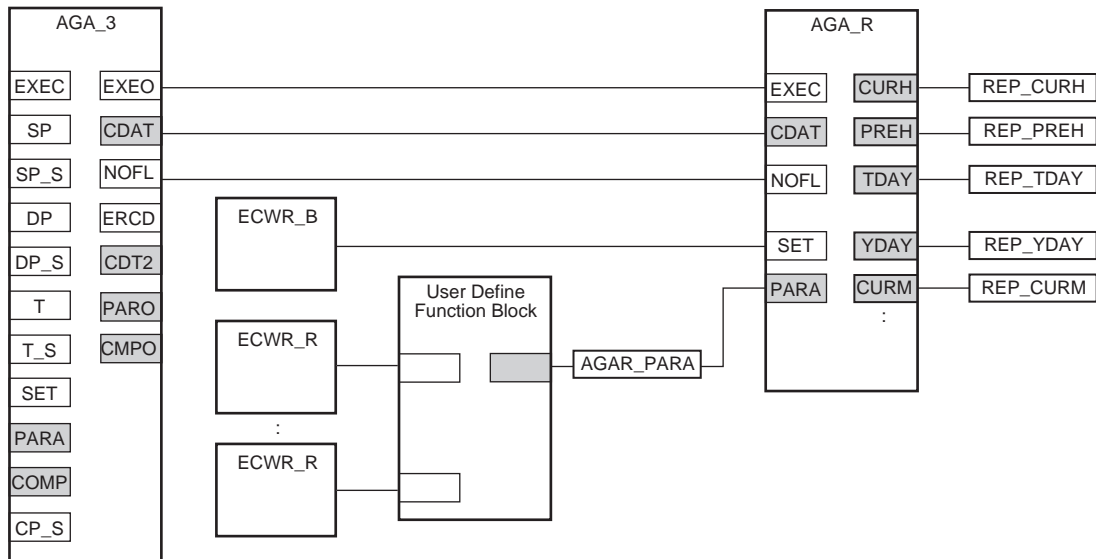 AGA_3
EXEC EXEO
SP CDAT
SP_S NOFL
DP ERCD
DP_S CDT2
T PARO
T_S CMPO
SET
PARA
COMP
CP_S
ECWR_B
ECWR_R
:
ECWR_R
User Define
Function Block
AGAR_PARA
AGA_R
EXEC CURH REP_CURH
CDAT PREH REP_PREH
NOFL TDAY REP_TDAY
SET YDAY REP_YDAY
PARA CURM REP_CURM
: